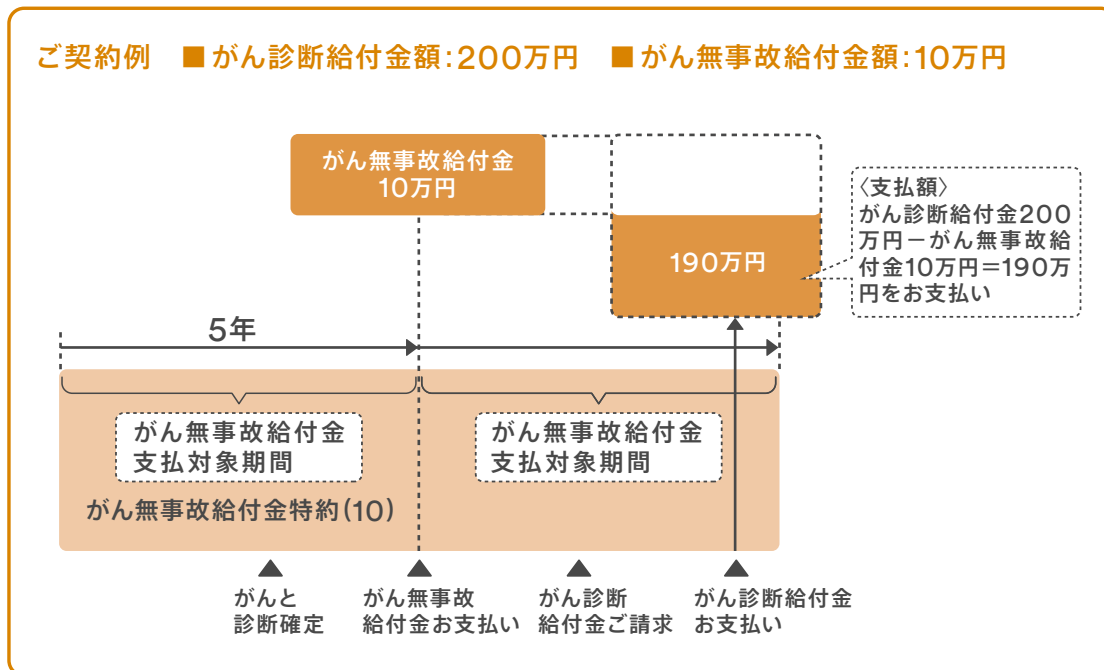 ご契約例 ■がん診断給付金額:200万円 ■がん無事故給付金額:10万円
がん無事故給付金
10万円
190万円
〈支払額〉
がん診断給付金200
万円−がん無事故給
付金10万円=190万
円をお支払い
5年
がん無事故給付金
支払対象期間
がん無事故給付金
支払対象期間
がん無事故給付金特約(10)
がんと
診断確定
がん無事故
給付金お支払い
がん診断
給付金ご請求
がん診断給付金
お支払い